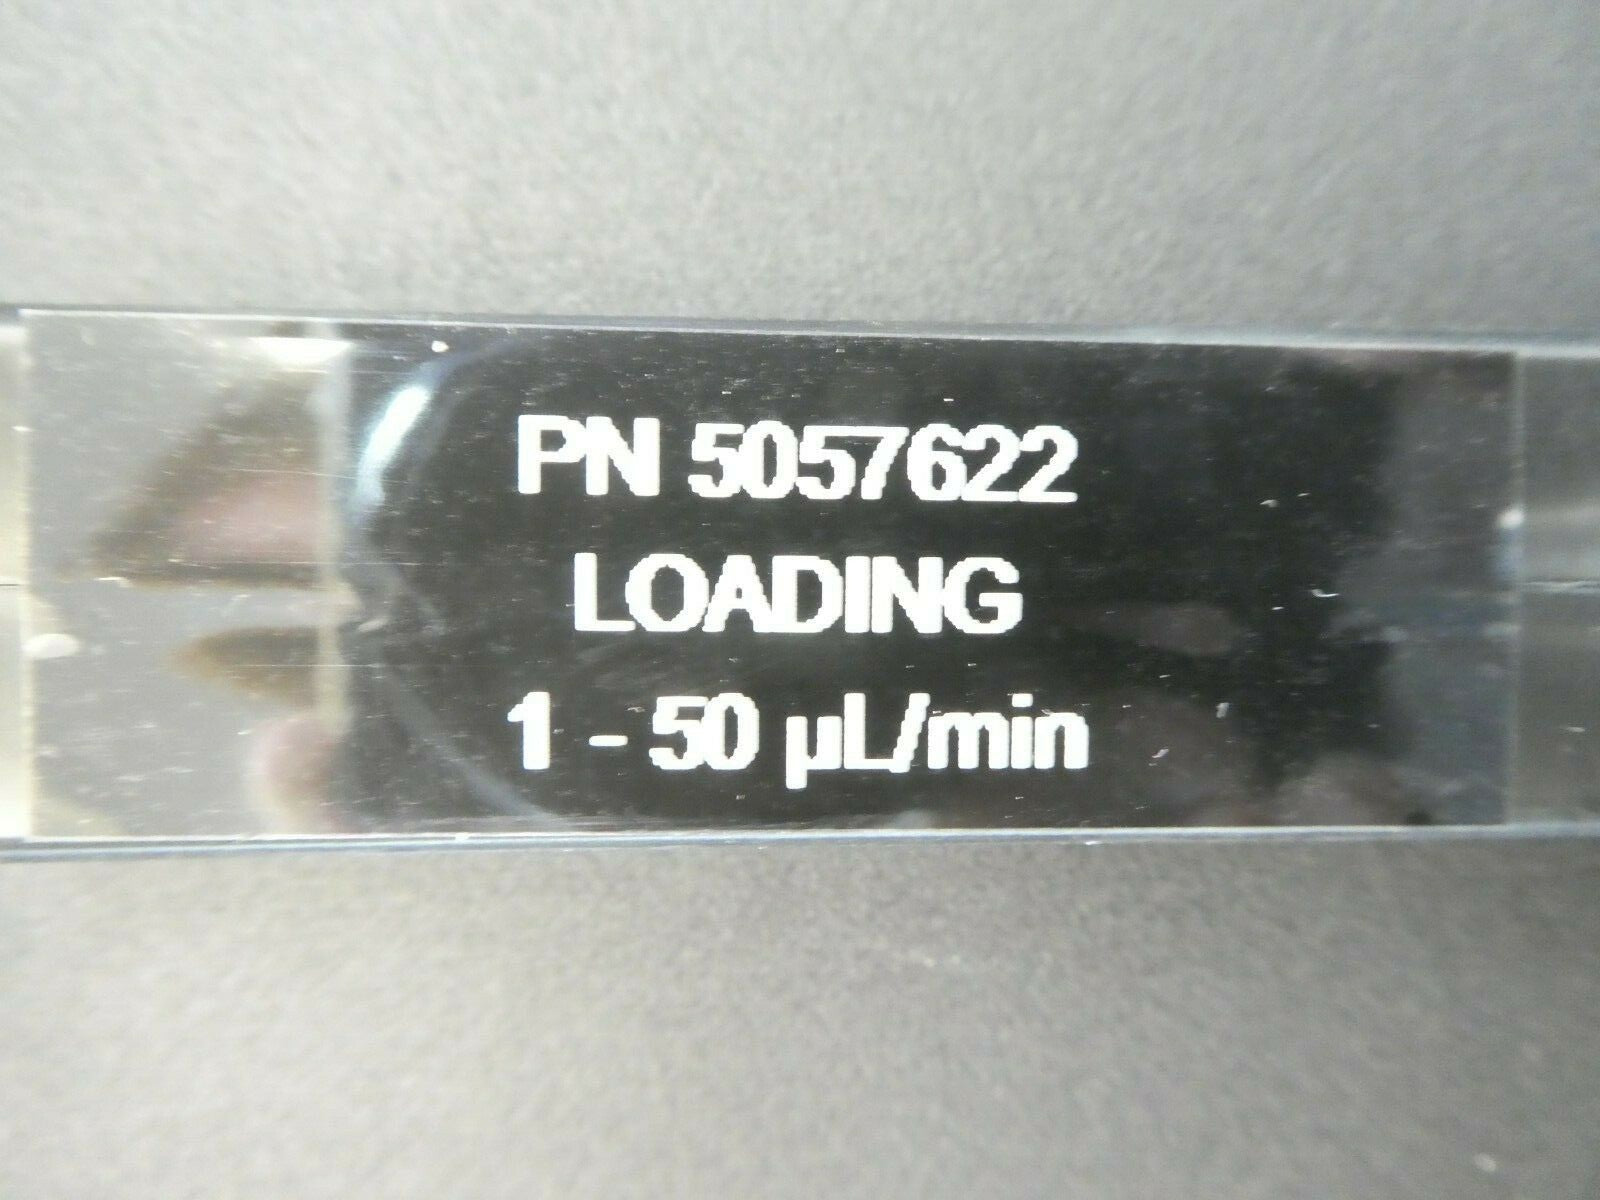 PN 5057622
LOADING
1 - 50 µL/min